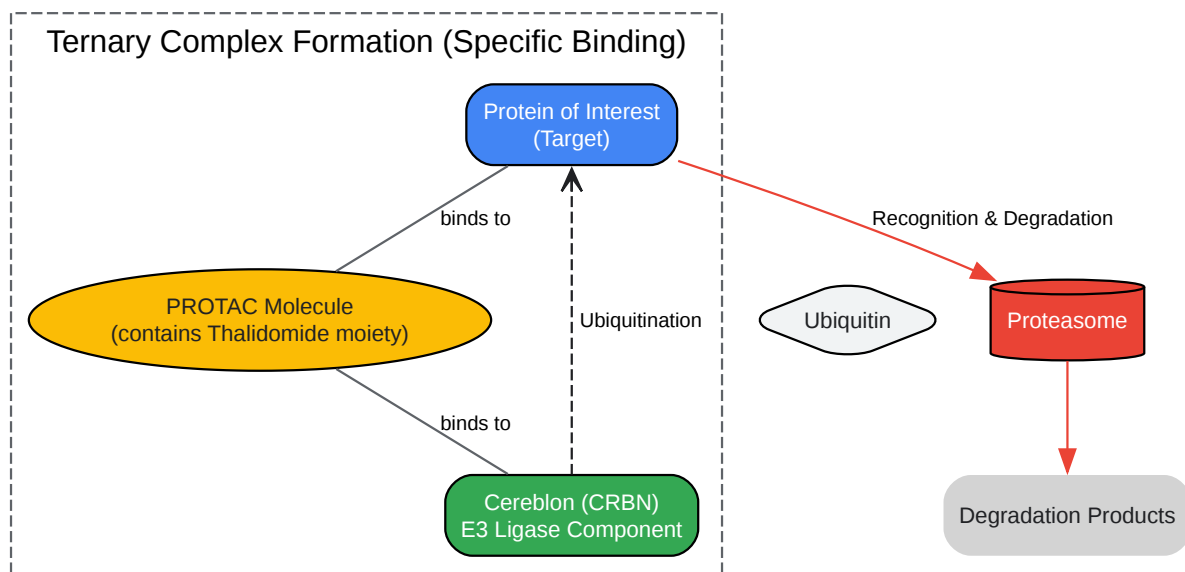 Ternary Complex Formation (Specific Binding)
Protein of Interest
(Target)
binds to
Recognition & Degradation
PROTAC Molecule
(contains Thalidomide moiety)
Ubiquitination
Ubiquitin
Proteasome
binds to
Cereblon (CRBN)
E3 Ligase Component
Degradation Products